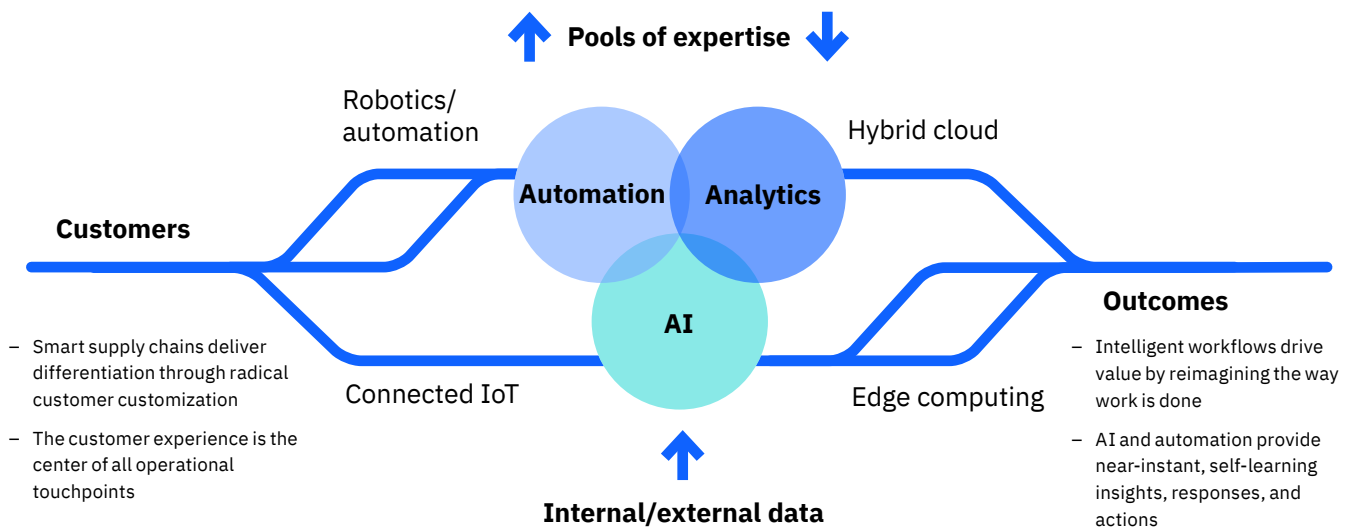 Pools of expertise
Robotics/
automation
Hybrid cloud
Automation
Analytics
Customers
AI
Outcomes
– Smart supply chains deliver
differentiation through radical
customer customization
– The customer experience is the
center of all operational
touchpoints
Connected IoT
Edge computing
– Intelligent workflows drive
value by reimagining the way
work is done
– AI and automation provide
near-instant, self-learning
insights, responses, and
actions
Internal/external data